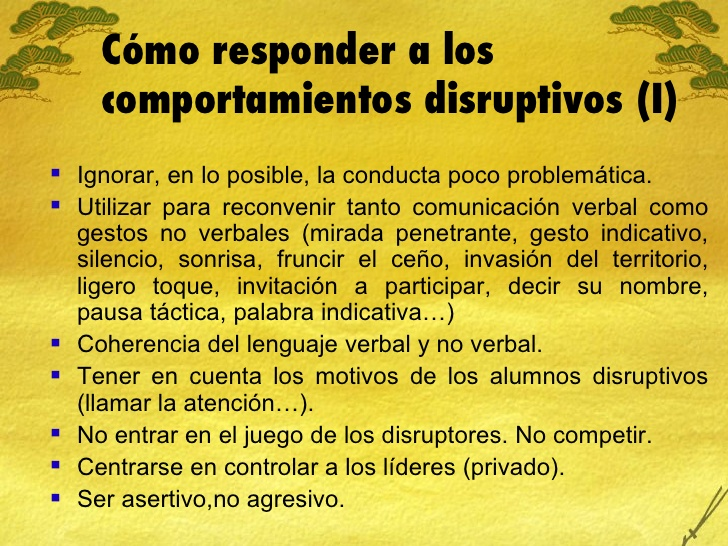 Cómo responder a los
comportamientos disruptivos (I)
Ignorar, en lo posible, la conducta poco problemática.
Utilizar para reconvenir tanto comunicación verbal como
gestos no verbales (mirada penetrante, gesto indicativo,
silencio, sonrisa, fruncir el ceño, invasión del territorio,
ligero toque, invitación a participar, decir su nombre,
pausa táctica, palabra indicativa…)
Coherencia del lenguaje verbal y no verbal.
Tener en cuenta los motivos de los alumnos disruptivos
(llamar la atención…).
No entrar en el juego de los disruptores. No competir.
Centrarse en controlar a los líderes (privado).
Ser asertivo,no agresivo.